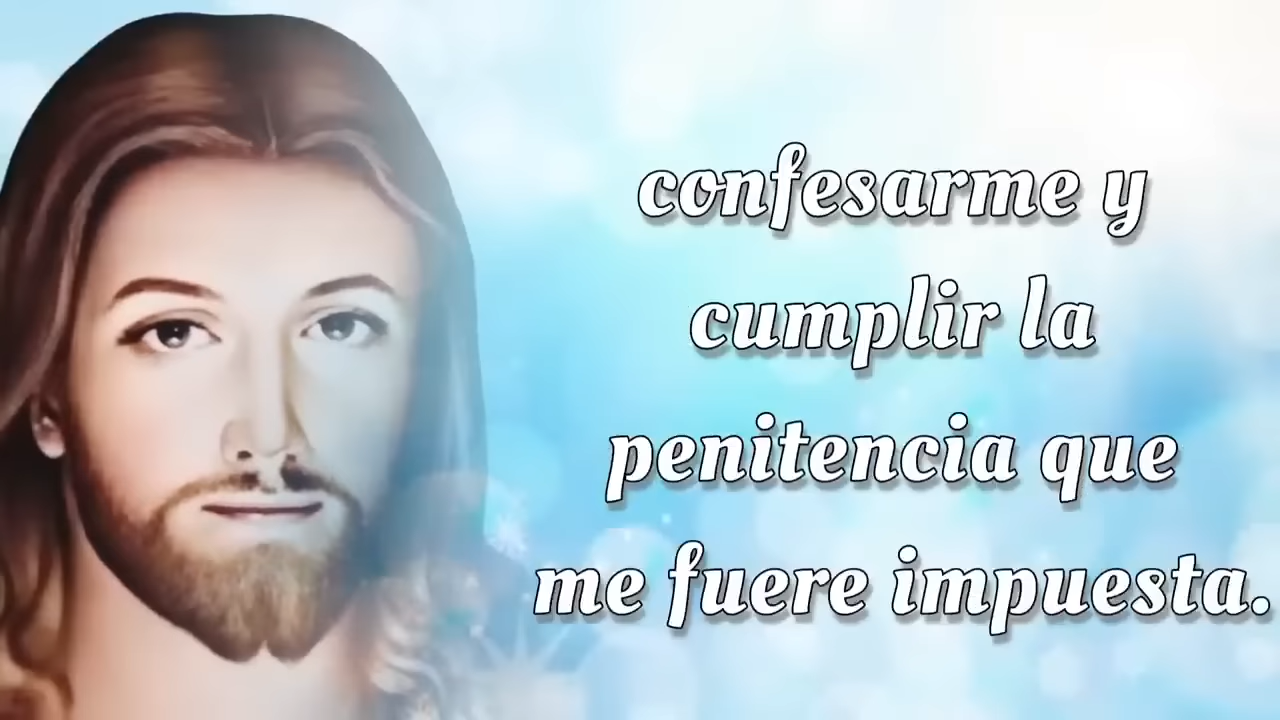 confesarme y
cumplir la
penitencia que
me fuere impuesta.